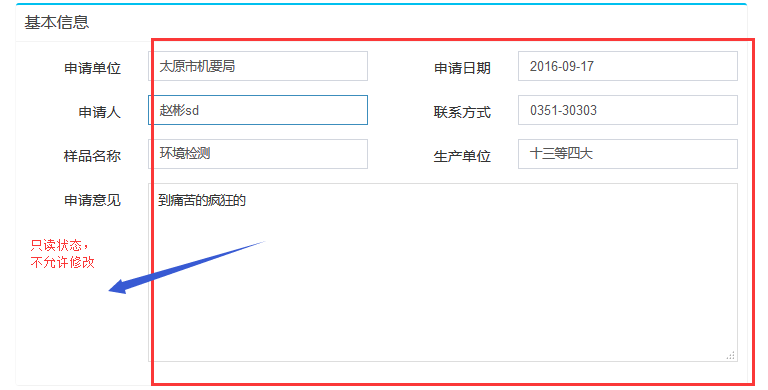 基本信息
申请单位 太原市机要局 申请日期 2016-09-17
申请人 赵彬sd 联系方式 0351-30303
样品名称 环境检测 生产单位 十三等四大
申请意见 到痛苦的疯狂的
只读状态，
不允许修改